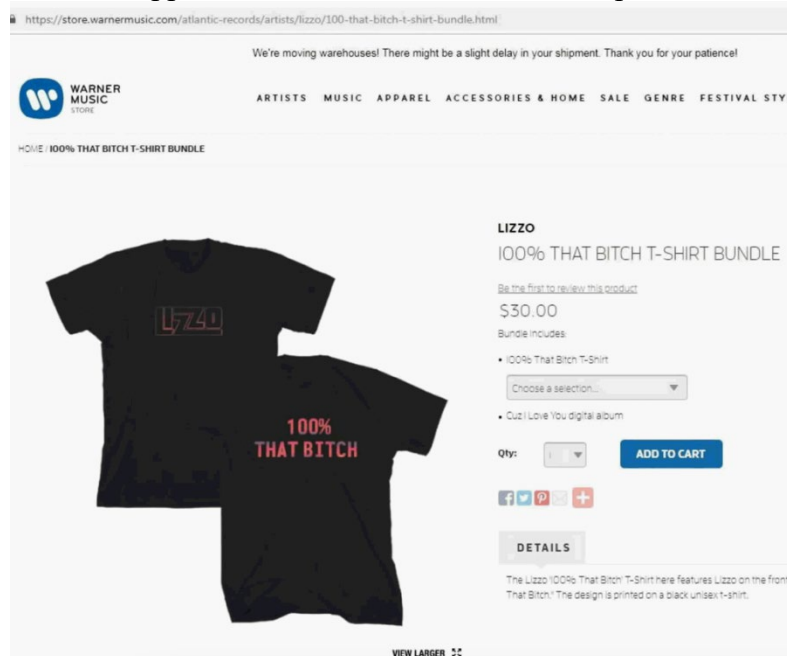 https://store.warnermusic.com/atlantic-records/artists/lizzo/100-that-bitch-t-shirt-bundle.html
We're moving warehouses! There might be a slight delay in your shipment. Thank you for your patience!
WARNER
MUSIC
STORE
ARTISTS MUSIC APPAREL ACCESSORIES & HOME SALE GENRE FESTIVAL STY
HOME / 100% THAT BITCH T-SHIRT BUNDLE
LIZZO
100% THAT BITCH T-SHIRT BUNDLE
Be the first to review this product
$30.00
Bundle includes:
• 100% That Bitch T-Shirt
Choose a selection...
• Cuz I Love You digital album
Qty: 1
ADD TO CART
DETAILS
The Lizzo '100% That Bitch' T-Shirt here features Lizzo on the front
That Bitch." The design is printed on a black unisex t-shirt.
LIZZO
100%
THAT BITCH
VIEW LARGER